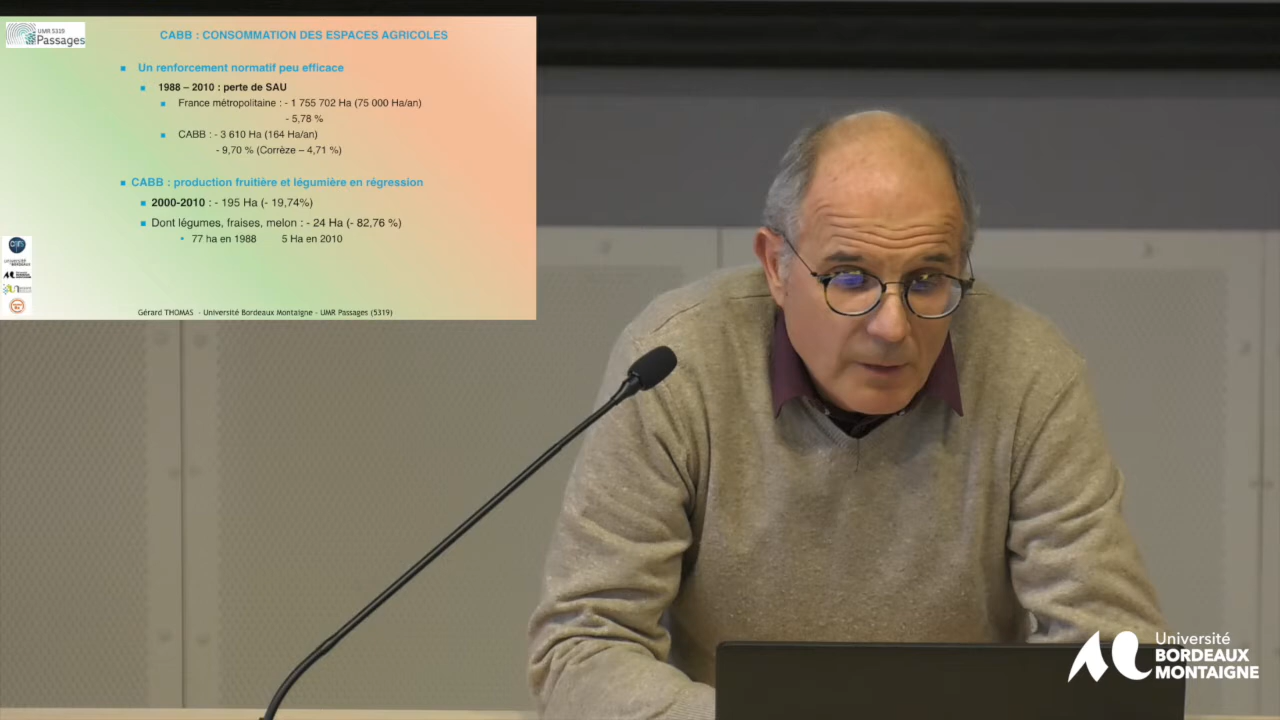 UMR 5319
Passages
CABB : CONSOMMATION DES ESPACES AGRICOLES
Un renforcement normatif peu efficace
1988 – 2010 : perte de SAU
France métropolitaine : - 1 755 702 Ha (75 000 Ha/an)
- 5,78 %
CABB : - 3 610 Ha (164 Ha/an)
- 9,70 % (Corrèze – 4,71 %)
CABB : production fruitière et légumière en régression
2000-2010 : - 195 Ha (- 19,74%)
Dont légumes, fraises, melon : - 24 Ha (- 82,76 %)
77 ha en 1988 5 Ha en 2010
Gérard THOMAS - Université Bordeaux Montaigne - UMR Passages (5319)
Université
BORDEAUX
MONTAIGNE